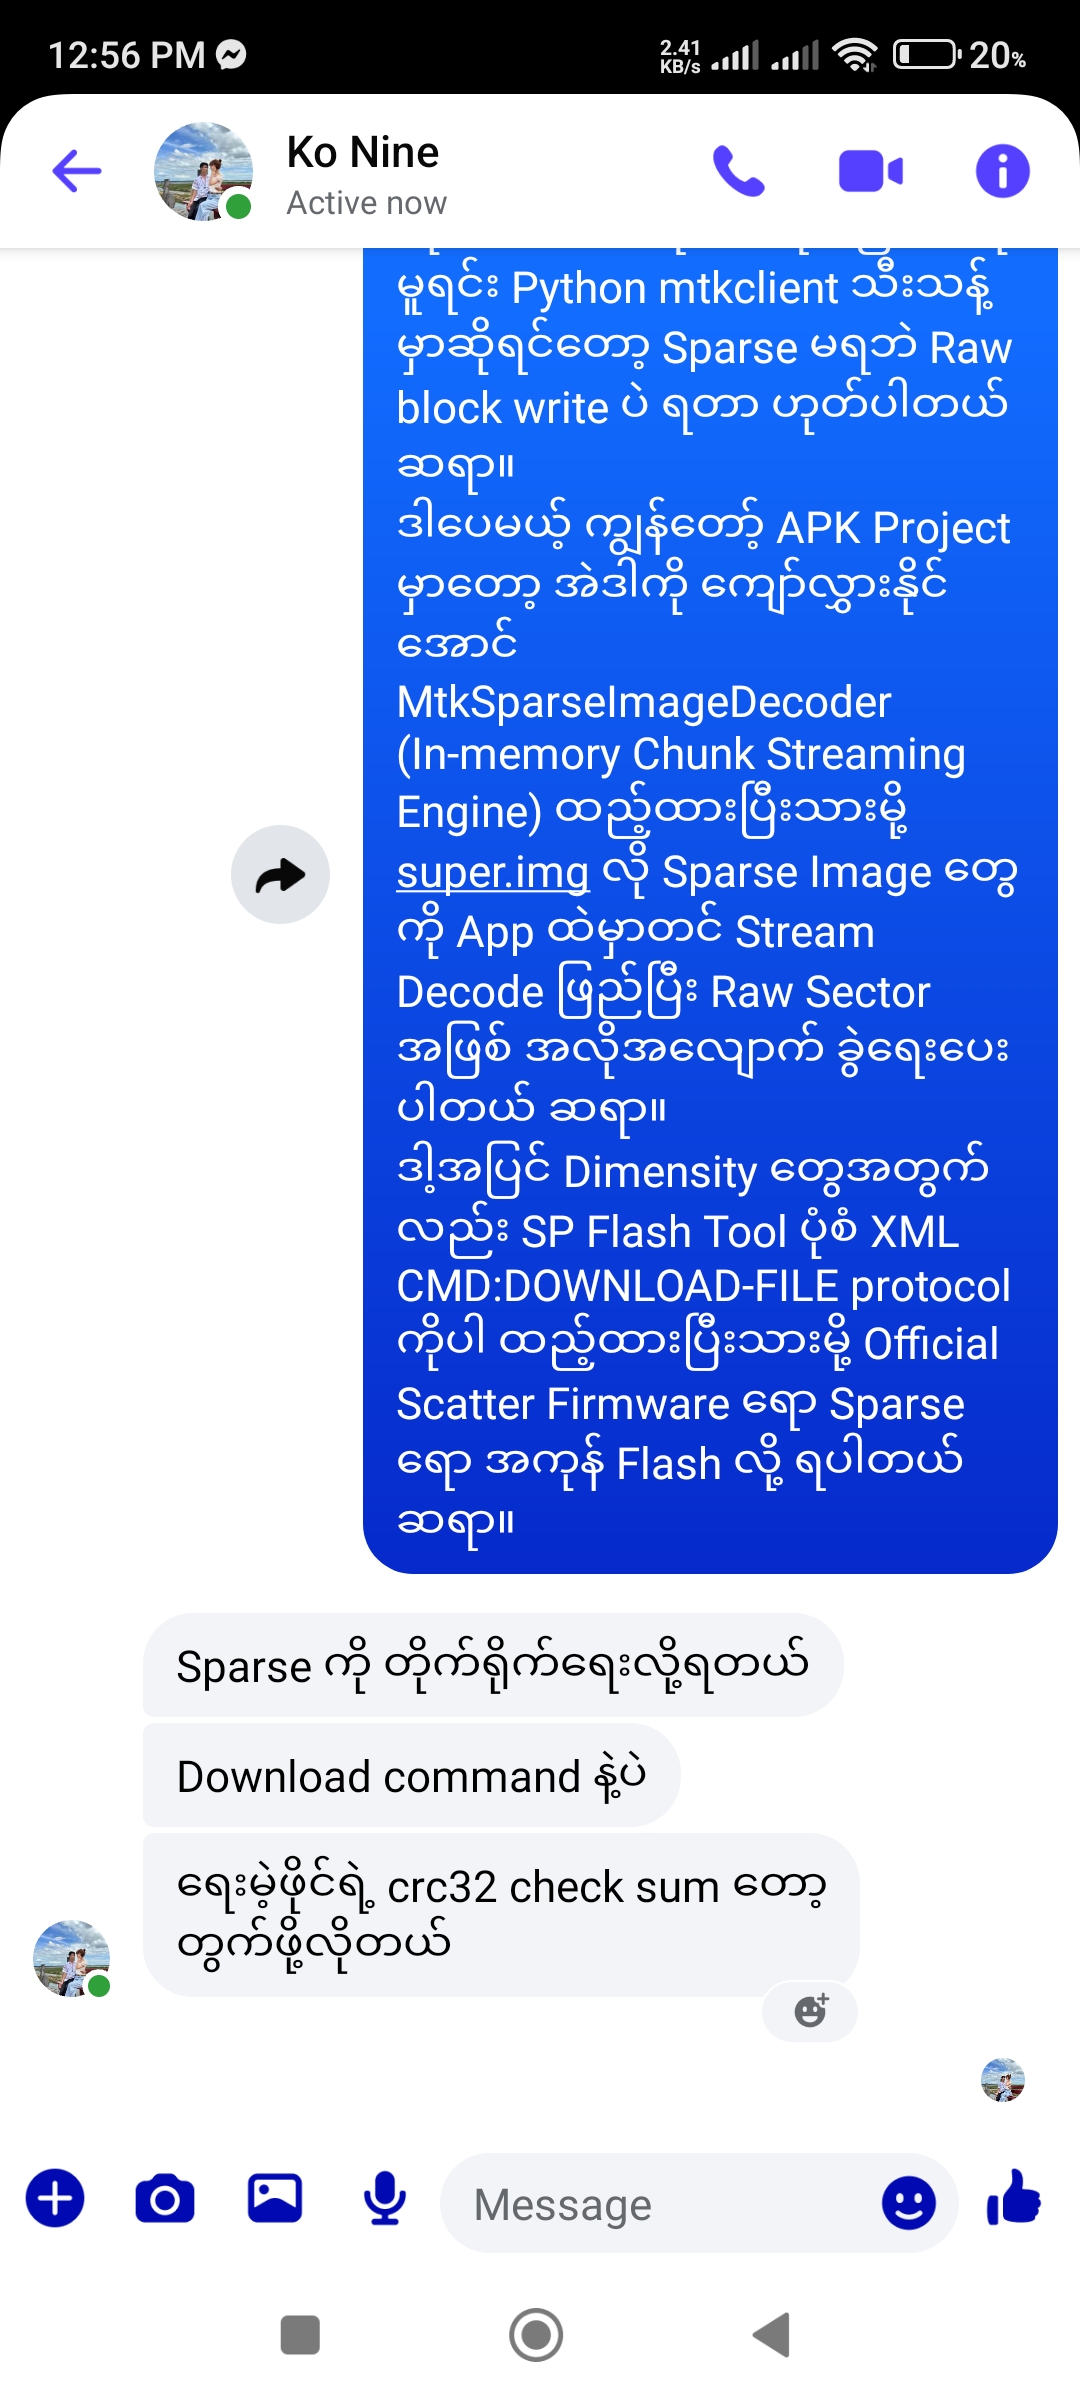 12:56 PM
2.41 KB/s
20%
Ko Nine
Active now
မူရင်း Python mtkclient သီးသန့်
မှာဆိုရင်တော့ Sparse မရဘဲ Raw
block write ပဲ ရတာ ဟုတ်ပါတယ်
ဆရာ။
ဒါပေမယ့် ကျွန်တော့် APK Project
မှာတော့ အဲဒါကို ကျော်လွှားနိုင်
အောင်
MtkSparseImageDecoder
(In-memory Chunk Streaming
Engine) ထည့်ထားပြီးသားမို့
super.img လို Sparse Image တွေ
ကို App ထဲမှာတင် Stream
Decode ဖြည်ပြီး Raw Sector
အဖြစ် အလိုအလျောက် ခွဲရေးပေး
ပါတယ် ဆရာ။
ဒါ့အပြင် Dimensity တွေအတွက်
လည်း SP Flash Tool ပုံစံ XML
CMD:DOWNLOAD-FILE protocol
ကိုပါ ထည့်ထားပြီးသားမို့ Official
Scatter Firmware ရော Sparse
ရော အကုန် Flash လို့ ရပါတယ်
ဆရာ။
Sparse ကို တိုက်ရိုက်ရေးလို့ရတယ်
Download command နဲ့ပဲ
ရေးမဲ့ဖိုင်ရဲ့ crc32 check sum တော့
တွက်ဖို့လိုတယ်
Message